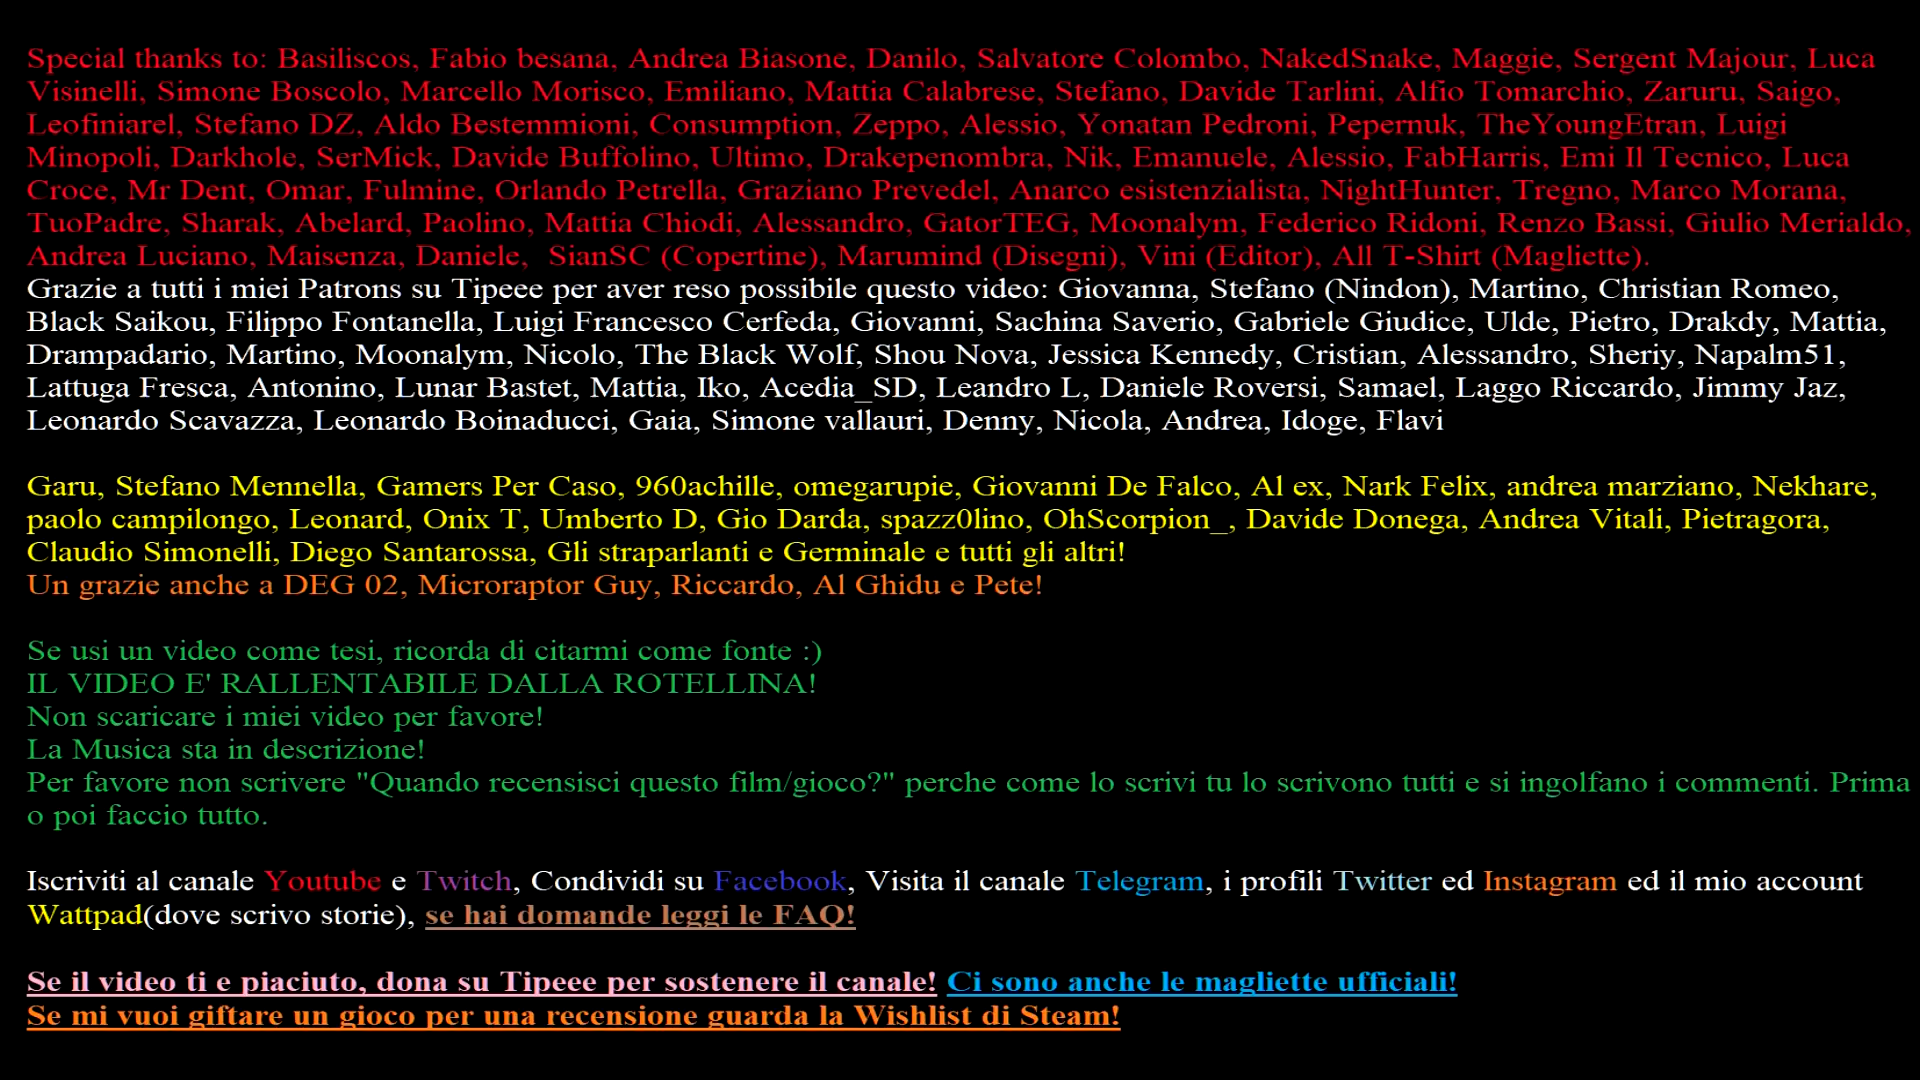 Special thanks to: Basiliscos, Fabio besana, Andrea Biasone, Danilo, Salvatore Colombo, NakedSnake, Maggie, Sergent Majour, Luca
Visinelli, Simone Boscolo, Marcello Morisco, Emiliano, Mattia Calabrese, Stefano, Davide Tarlini, Alfio Tomarchio, Zaruru, Saigo,
Leofiniarel, Stefano DZ, Aldo Bestemmioni, Consumption, Zeppo, Alessio, Yonatan Pedroni, Pepernuk, TheYoungEtran, Luigi
Minopoli, Darkhole, SerMick, Davide Buffolino, Ultimo, Drakepenombra, Nik, Emanuele, Alessio, FabHarris, Emi Il Tecnico, Luca
Croce, Mr Dent, Omar, Fulmine, Orlando Petrella, Graziano Prevedel, Anarco esistenzialista, NightHunter, Tregno, Marco Morana,
TuoPadre, Sharak, Abelard, Paolino, Mattia Chiodi, Alessandro, GatorTEG, Moonalym, Federico Ridoni, Renzo Bassi, Giulio Merialdo,
Andrea Luciano, Maisenza, Daniele,  SianSC (Copertine), Marumind (Disegni), Vini (Editor), All T-Shirt (Magliette).
Grazie a tutti i miei Patrons su Tipeee per aver reso possibile questo video: Giovanna, Stefano (Nindon), Martino, Christian Romeo,
Black Saikou, Filippo Fontanella, Luigi Francesco Cerfeda, Giovanni, Sachina Saverio, Gabriele Giudice, Ulde, Pietro, Drakdy, Mattia,
Drampadario, Martino, Moonalym, Nicolo, The Black Wolf, Shou Nova, Jessica Kennedy, Cristian, Alessandro, Sheriy, Napalm51,
Lattuga Fresca, Antonino, Lunar Bastet, Mattia, Iko, Acedia_SD, Leandro L, Daniele Roversi, Samael, Laggo Riccardo, Jimmy Jaz,
Leonardo Scavazza, Leonardo Boinaducci, Gaia, Simone vallauri, Denny, Nicola, Andrea, Idoge, Flavi
Garu, Stefano Mennella, Gamers Per Caso, 960achille, omegarupie, Giovanni De Falco, Al ex, Nark Felix, andrea marziano, Nekhare,
paolo campilongo, Leonard, Onix T, Umberto D, Gio Darda, spazz0lino, OhScorpion_, Davide Donega, Andrea Vitali, Pietragora,
Claudio Simonelli, Diego Santarossa, Gli straparlanti e Germinale e tutti gli altri!
Un grazie anche a DEG 02, Microraptor Guy, Riccardo, Al Ghidu e Pete!
Se usi un video come tesi, ricorda di citarmi come fonte :)
IL VIDEO E' RALLENTABILE DALLA ROTELLINA!
Non scaricare i miei video per favore!
La Musica sta in descrizione!
Per favore non scrivere "Quando recensisci questo film/gioco?" perche come lo scrivi tu lo scrivono tutti e si ingolfano i commenti. Prima
o poi faccio tutto.
Iscriviti al canale Youtube e Twitch, Condividi su Facebook, Visita il canale Telegram, i profili Twitter ed Instagram ed il mio account
Wattpad(dove scrivo storie), se hai domande leggi le FAQ!
Se il video ti e piaciuto, dona su Tipeee per sostenere il canale! Ci sono anche le magliette ufficiali!
Se mi vuoi giftare un gioco per una recensione guarda la Wishlist di Steam!